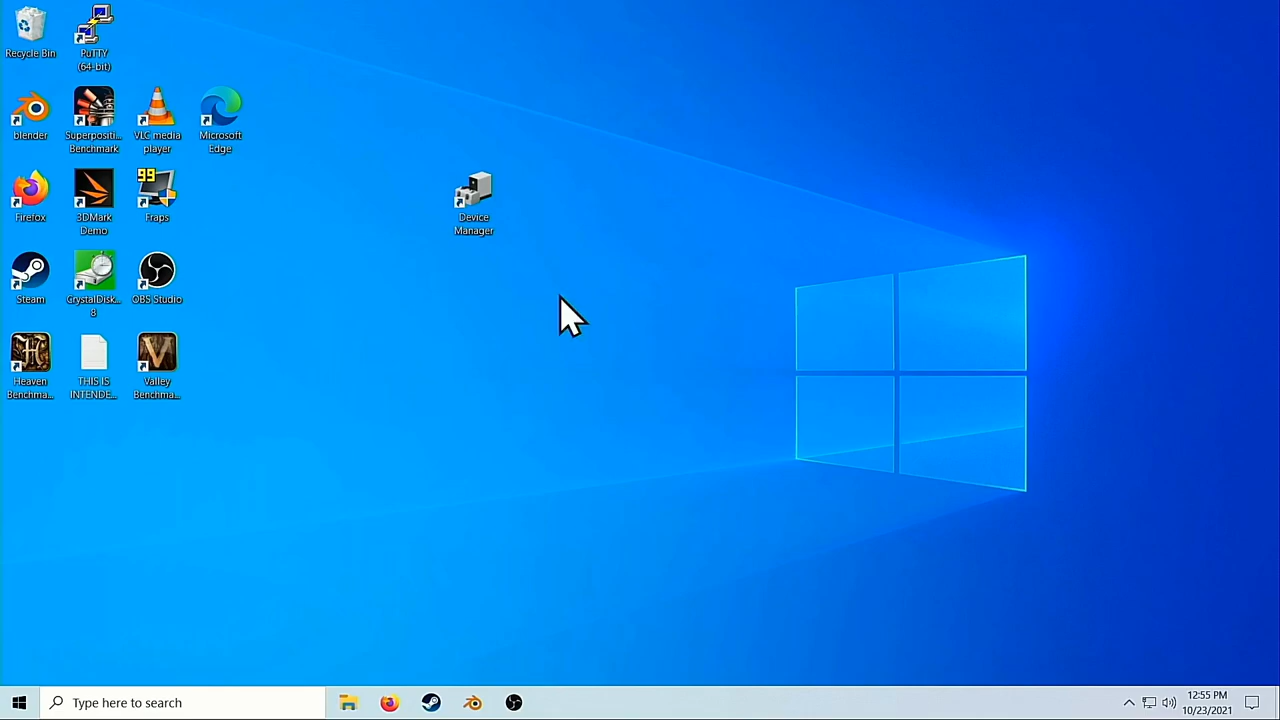 Recycle Bin
PuTTY
(64-bit)
blender
Superpositi...
Benchmark
VLC media
player
Microsoft
Edge
Firefox
3DMark
Demo
99
Fraps
Device
Manager
Steam
CrystalDisk...
8
OBS Studio
Heaven
Benchma...
THIS IS
INTENDE...
Valley
Benchma...
Type here to search
12:55 PM
10/23/2021